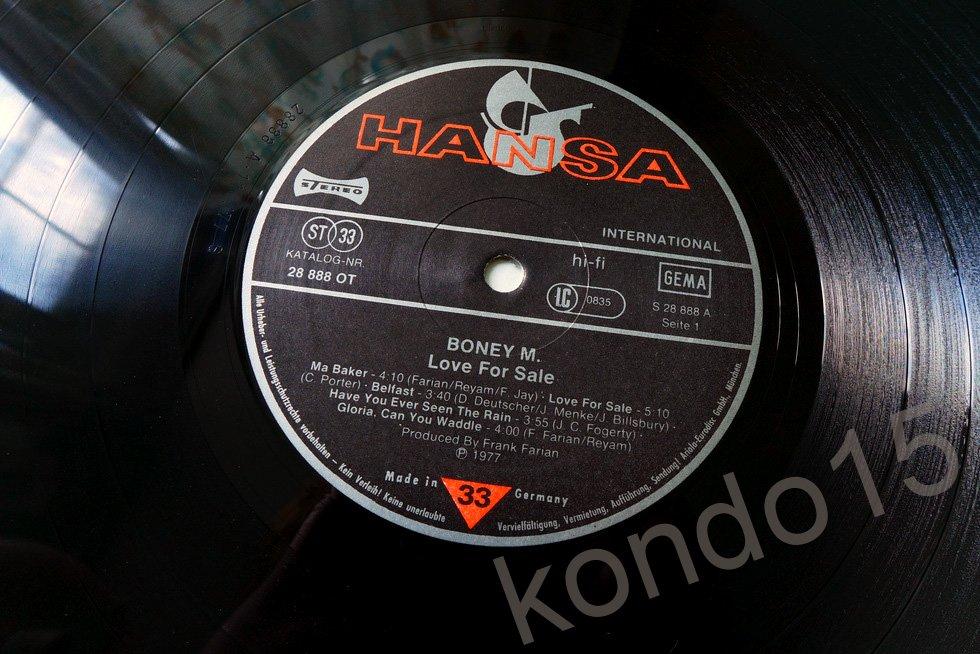 HANSA
STEREO
INTERNATIONAL
ST 33
KATALOG-NR.
28 888 OT
hi-fi
LC 0835
GEMA
S 28 888 A
Seite 1
BONEY M.
Love For Sale
Ma Baker - 4:10 (Farian/Reyam/F. Jay) · Love For Sale - 5:10
(C. Porter) · Belfast - 3:40 (D. Deutscher/J. Menke/J. Billsbury) ·
Have You Ever Seen The Rain - 3:55 (J. C. Fogerty) ·
Gloria, Can You Waddle - 4:00 (F. Farian/Reyam)
Produced By Frank Farian
Ⓟ 1977
Made in 33 Germany
Alle Urheber- und Leistungsschutzrechte vorbehalten - Kein Verleih! Keine unerlaubte
Vervielfältigung, Vermietung, Aufführung, Sendung! Ariola-Eurodisc GmbH, München.
28888 A
kondo15